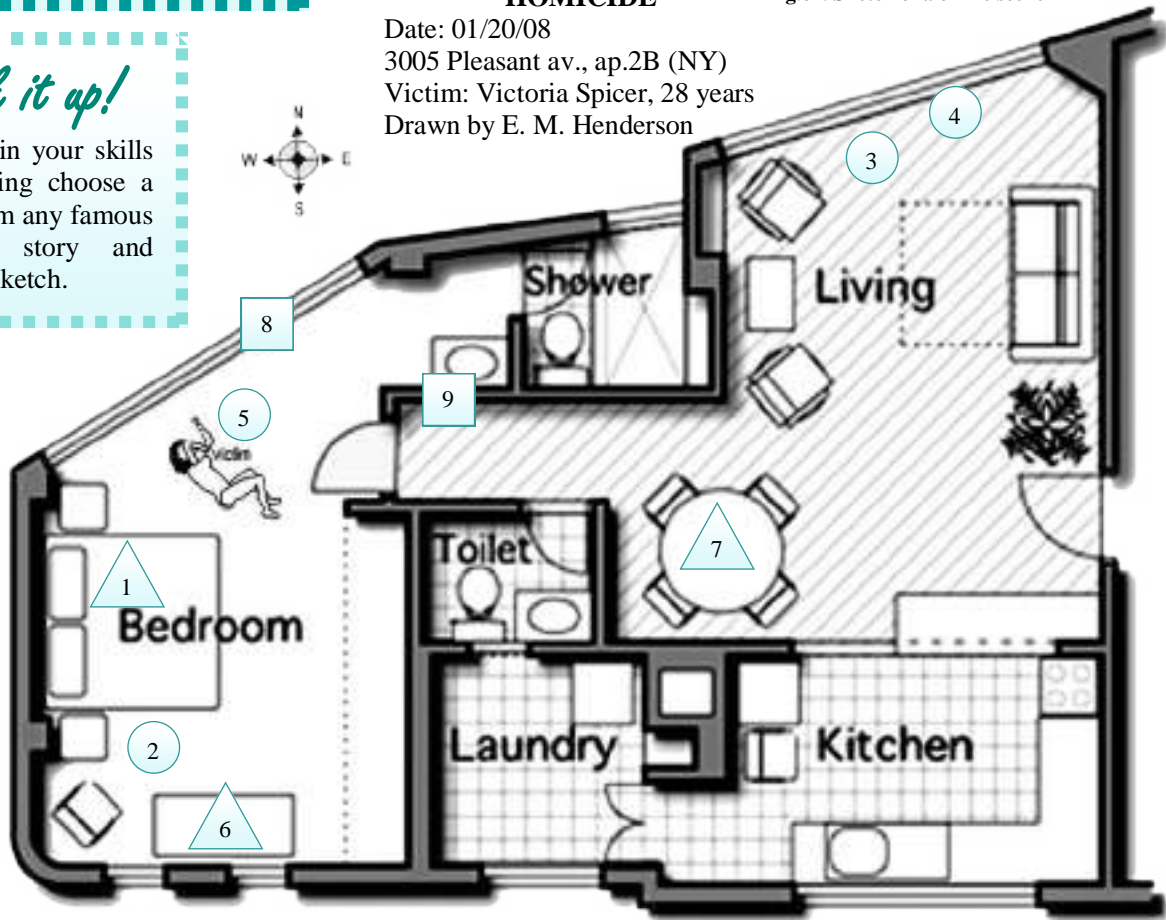 HOMICIDE
Date: 01/20/08
3005 Pleasant av., ap.2B (NY)
Victim: Victoria Spicer, 28 years
Drawn by E. M. Henderson
it up!
in your skills
choose a
any famous
story and
N
W
E
S
Shower
Living
victim
Toilet
Bedroom
Laundry
Kitchen
1
2
3
4
5
6
7
8
9